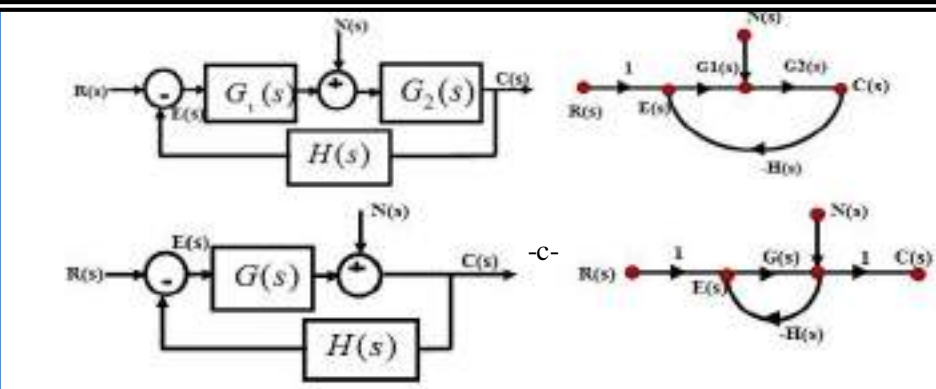 N(s)
R(s)
-
E(s)
G₁(s)
+
G₂(s)
C(s)
H(s)
N(s)
1
G1(s)
G2(s)
R(s)
E(s)
C(s)
-H(s)
N(s)
R(s)
-
E(s)
G(s)
+
C(s)
H(s)
-c-
N(s)
R(s)
1
E(s)
G(s)
1
C(s)
-H(s)